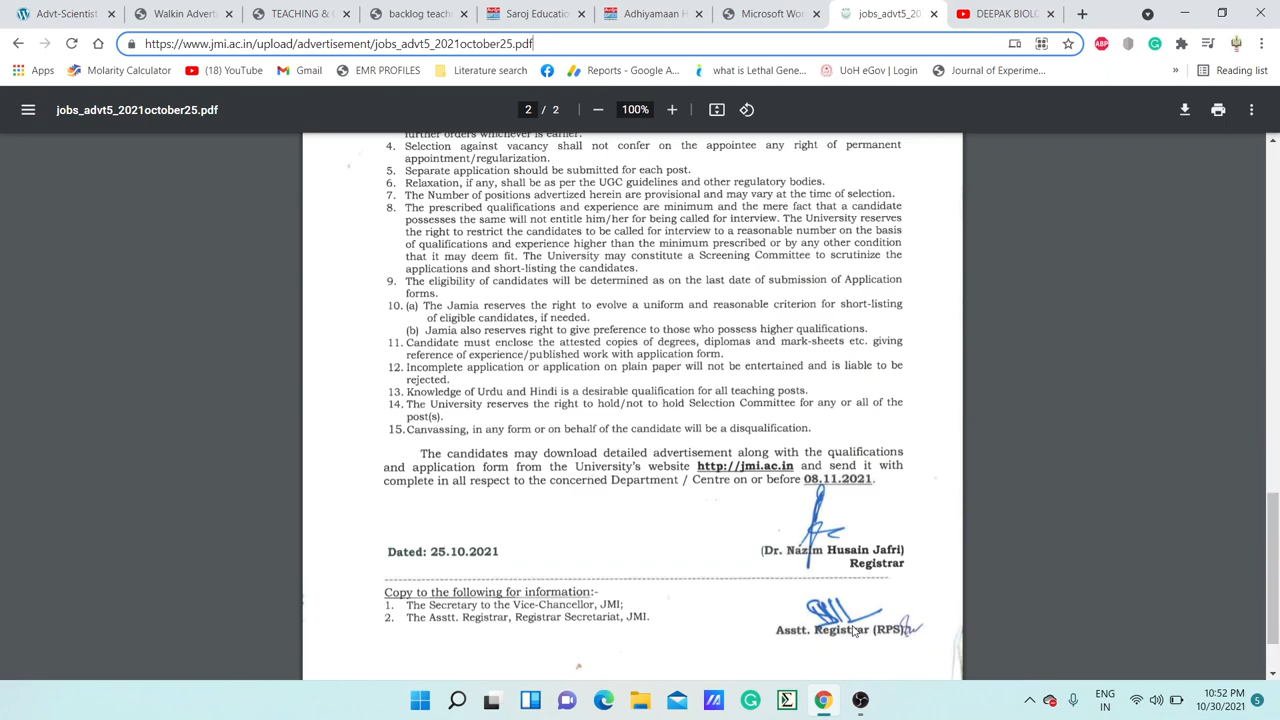 Advt-Scientist
Walkin Advert
TEACHING &
backlog teach
Saroj Education
Adhiyamaan H
Microsoft Wo
jobs_advt5_20
DEEPAK BIOL
https://www.jmi.ac.in/upload/advertisement/jobs_advt5_2021october25.pdf
Apps
Molarity Calculator
(18) YouTube
Gmail
EMR PROFILES
Literature search
Reports - Google A...
what is Lethal Gene...
UoH eGov | Login
Journal of Experime...
»
Reading list
jobs_advt5_2021october25.pdf
2 / 2
100%
further orders whichever is earlier.
4. Selection against vacancy shall not confer on the appointee any right of permanent
appointment/regularization.
5. Separate application should be submitted for each post.
6. Relaxation, if any, shall be as per the UGC guidelines and other regulatory bodies.
7. The Number of positions advertized herein are provisional and may vary at the time of selection.
8. The prescribed qualifications and experience are minimum and the mere fact that a candidate
possesses the same will not entitle him/her for being called for interview. The University reserves
the right to restrict the candidates to be called for interview to a reasonable number on the basis
of qualifications and experience higher than the minimum prescribed or by any other condition
that it may deem fit. The University may constitute a Screening Committee to scrutinize the
applications and short-listing the candidates.
9. The eligibility of candidates will be determined as on the last date of submission of Application
forms.
10. (a) The Jamia reserves the right to evolve a uniform and reasonable criterion for short-listing
of eligible candidates, if needed.
(b) Jamia also reserves right to give preference to those who possess higher qualifications.
11. Candidate must enclose the attested copies of degrees, diplomas and mark-sheets etc. giving
reference of experience/published work with application form.
12. Incomplete application or application on plain paper will not be entertained and is liable to be
rejected.
13. Knowledge of Urdu and Hindi is a desirable qualification for all teaching posts.
14. The University reserves the right to hold/not to hold Selection Committee for any or all of the
post(s).
15. Canvassing, in any form or on behalf of the candidate will be a disqualification.
The candidates may download detailed advertisement along with the qualifications
and application form from the University's website http://jmi.ac.in and send it with
complete in all respect to the concerned Department / Centre on or before 08.11.2021.
Dated: 25.10.2021
(Dr. Nazim Husain Jafri)
Registrar
Copy to the following for information:-
1. The Secretary to the Vice-Chancellor, JMI;
2. The Asstt. Registrar, Registrar Secretariat, JMI.
Asstt. Registrar (RPS)
ENG
IN
10:52 PM
10/30/2021
5